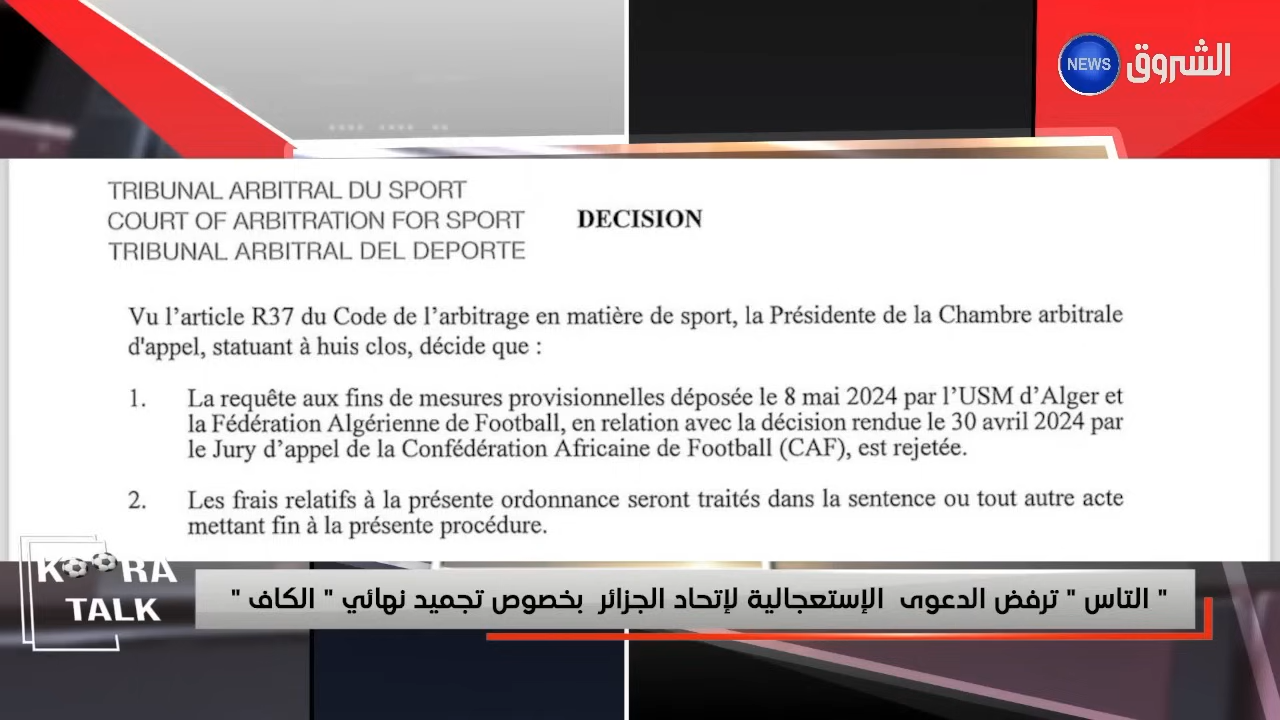 NEWS الشروق
TRIBUNAL ARBITRAL DU SPORT
COURT OF ARBITRATION FOR SPORT
TRIBUNAL ARBITRAL DEL DEPORTE
DECISION
Vu l’article R37 du Code de l’arbitrage en matière de sport, la Présidente de la Chambre arbitrale
d'appel, statuant à huis clos, décide que :
1. La requête aux fins de mesures provisionnelles déposée le 8 mai 2024 par l’USM d’Alger et
la Fédération Algérienne de Football, en relation avec la décision rendue le 30 avril 2024 par
le Jury d’appel de la Confédération Africaine de Football (CAF), est rejetée.
2. Les frais relatifs à la présente ordonnance seront traités dans la sentence ou tout autre acte
mettant fin à la présente procédure.
KOORA
TALK
" التاس " ترفض الدعوى الإستعجالية لإتحاد الجزائر بخصوص تجميد نهائي " الكاف "